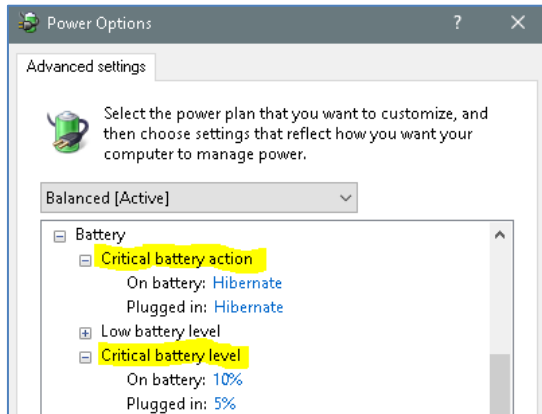 Power Options
Advanced settings
Select the power plan that you want to customize, and
then choose settings that reflect how you want your
computer to manage power.
Balanced [Active]
Battery
Critical battery action
On battery: Hibernate
Plugged in: Hibernate
Low battery level
Critical battery level
On battery: 10%
Plugged in: 5%